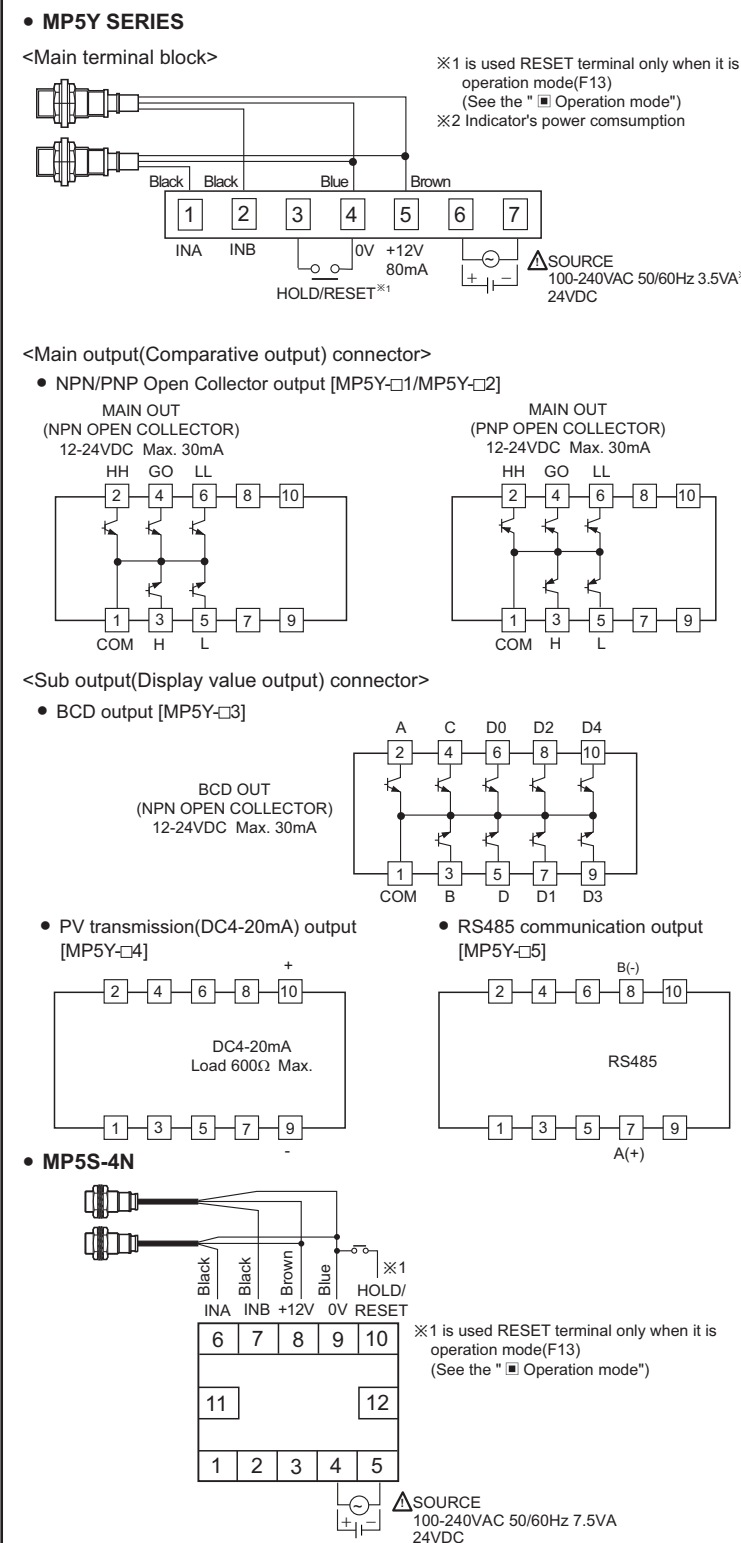 ● MP5Y SERIES
<Main terminal block>
※1 is used RESET terminal only when it is
operation mode(F13)
(See the " ▣ Operation mode")
※2 Indicator's power comsumption
Black Black Blue Brown
1 2 3 4 5 6 7
INA INB 0V +12V
80mA
HOLD/RESET※1
SOURCE
100-240VAC 50/60Hz 3.5VA
24VDC
<Main output(Comparative output) connector>
● NPN/PNP Open Collector output [MP5Y-□1/MP5Y-□2]
MAIN OUT
(NPN OPEN COLLECTOR)
12-24VDC Max. 30mA
HH GO LL
2 4 6 8 10
1 3 5 7 9
COM H L
MAIN OUT
(PNP OPEN COLLECTOR)
12-24VDC Max. 30mA
HH GO LL
2 4 6 8 10
1 3 5 7 9
COM H L
<Sub output(Display value output) connector>
● BCD output [MP5Y-□3]
BCD OUT
(NPN OPEN COLLECTOR)
12-24VDC Max. 30mA
A C D0 D2 D4
2 4 6 8 10
1 3 5 7 9
COM B D D1 D3
● PV transmission(DC4-20mA) output
[MP5Y-□4]
+
2 4 6 8 10
DC4-20mA
Load 600Ω Max.
1 3 5 7 9
-
● RS485 communication output
[MP5Y-□5]
B(-)
2 4 6 8 10
RS485
1 3 5 7 9
A(+)
● MP5S-4N
Black Black Brown Blue
※1
HOLD/
INA INB +12V 0V RESET
6 7 8 9 10
11 12
1 2 3 4 5
※1 is used RESET terminal only when it is
operation mode(F13)
(See the " ▣ Operation mode")
SOURCE
100-240VAC 50/60Hz 7.5VA
24VDC